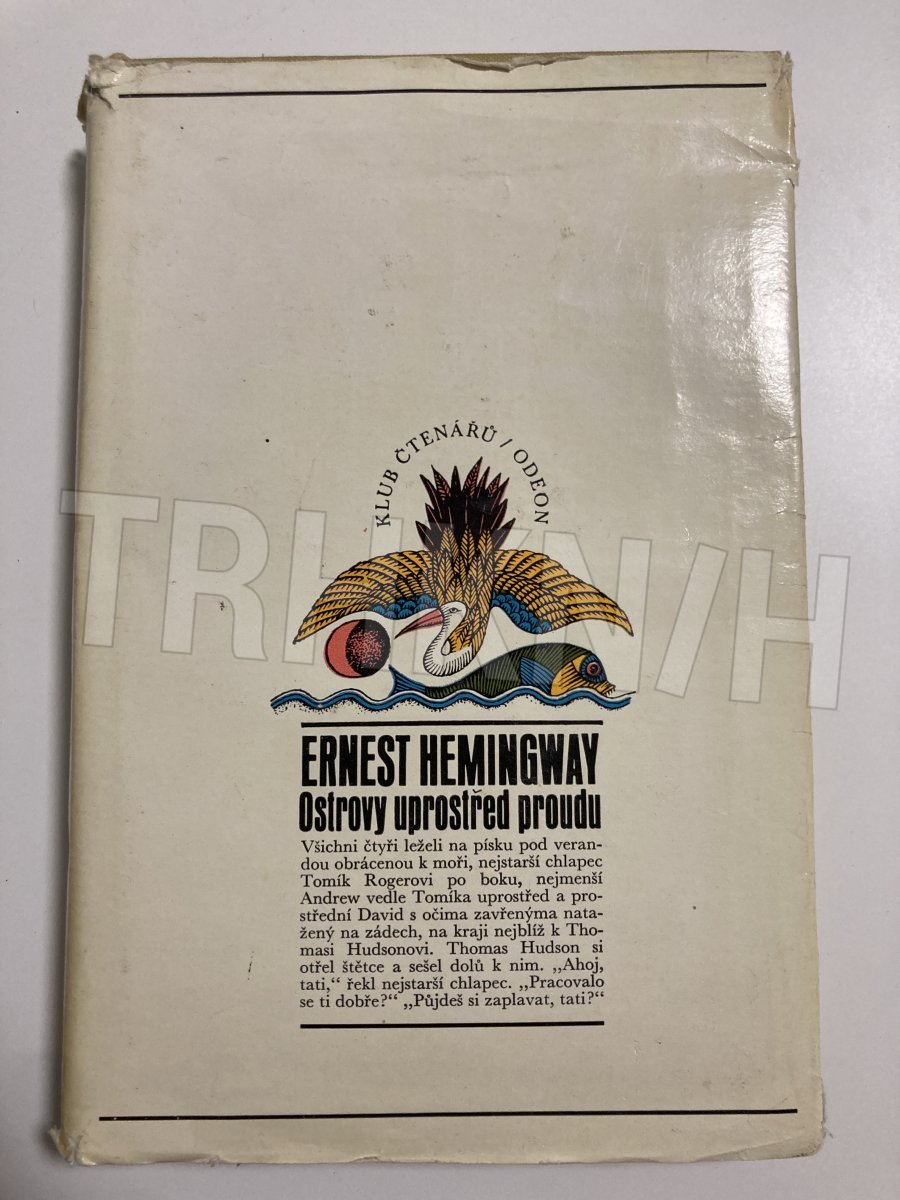 KLUB ČTENÁŘŮ / ODEON
TRHKNIH
ERNEST HEMINGWAY
Ostrovy uprostřed proudu
Všichni čtyři leželi na písku pod veran-
dou obrácenou k moři, nejstarší chlapec
Tomík Rogerovi po boku, nejmenší
Andrew vedle Tomíka uprostřed a pro-
střední David s očima zavřenýma nata-
žený na zádech, na kraji nejblíž k Tho-
masi Hudsonovi. Thomas Hudson si
otřel štětce a sešel dolů k nim. „Ahoj,
tati,“ řekl nejstarší chlapec. „Pracovalo
se ti dobře?“ „Půjdeš si zaplavat, tati?“